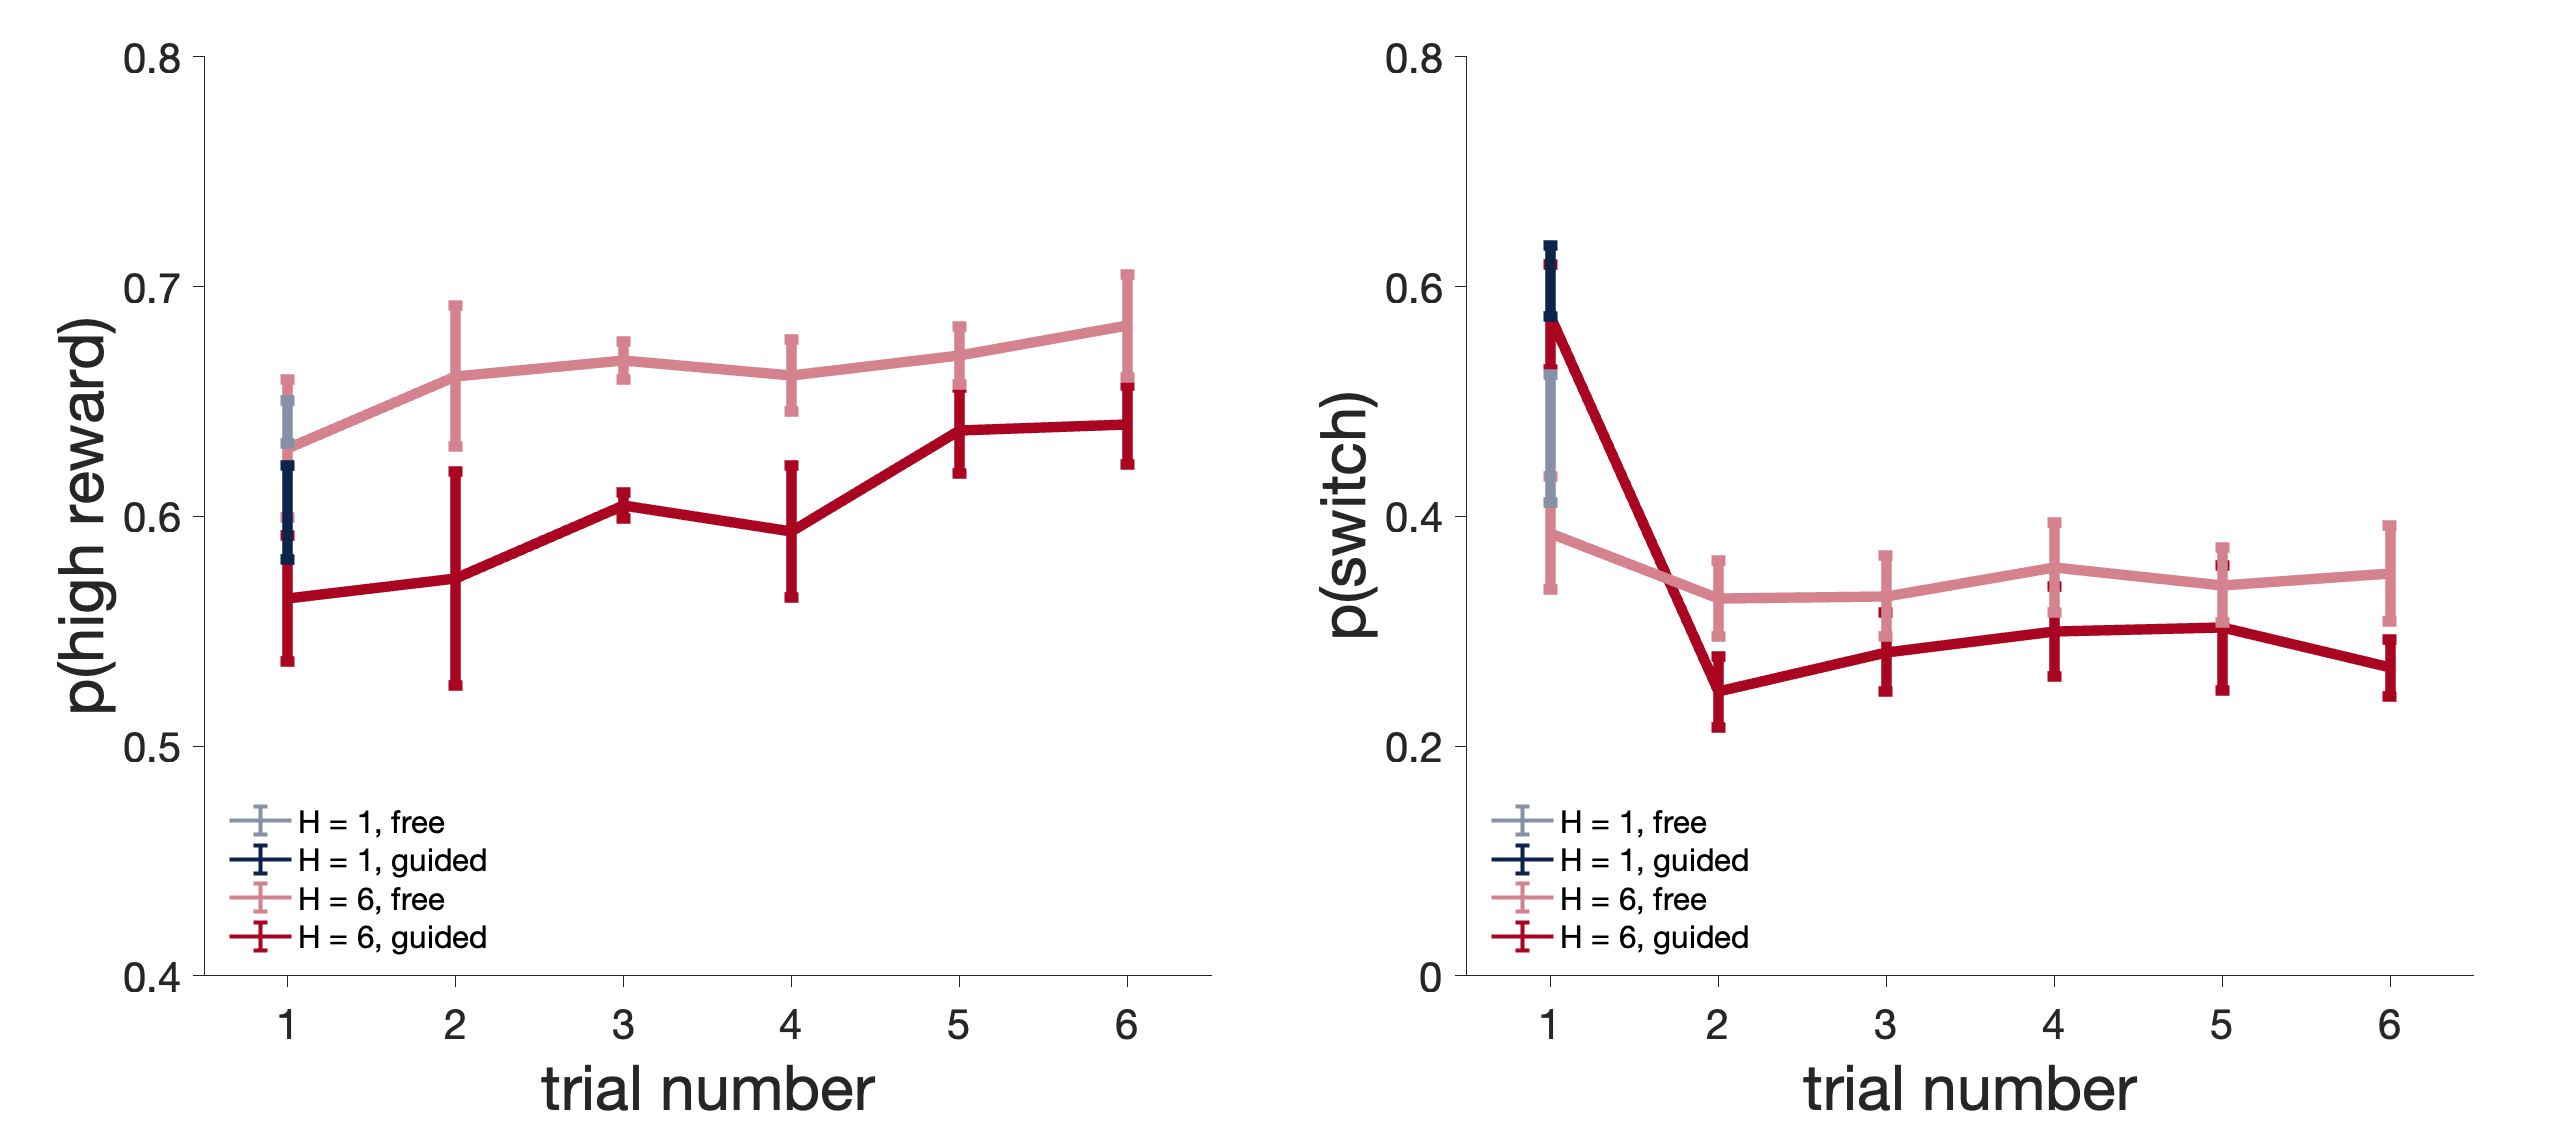 p(high reward)
0.8
0.7
0.6
0.5
0.4
H = 1, free
H = 1, guided
H = 6, free
H = 6, guided
1 2 3 4 5 6
trial number
p(switch)
0.8
0.6
0.4
0.2
0
H = 1, free
H = 1, guided
H = 6, free
H = 6, guided
1 2 3 4 5 6
trial number